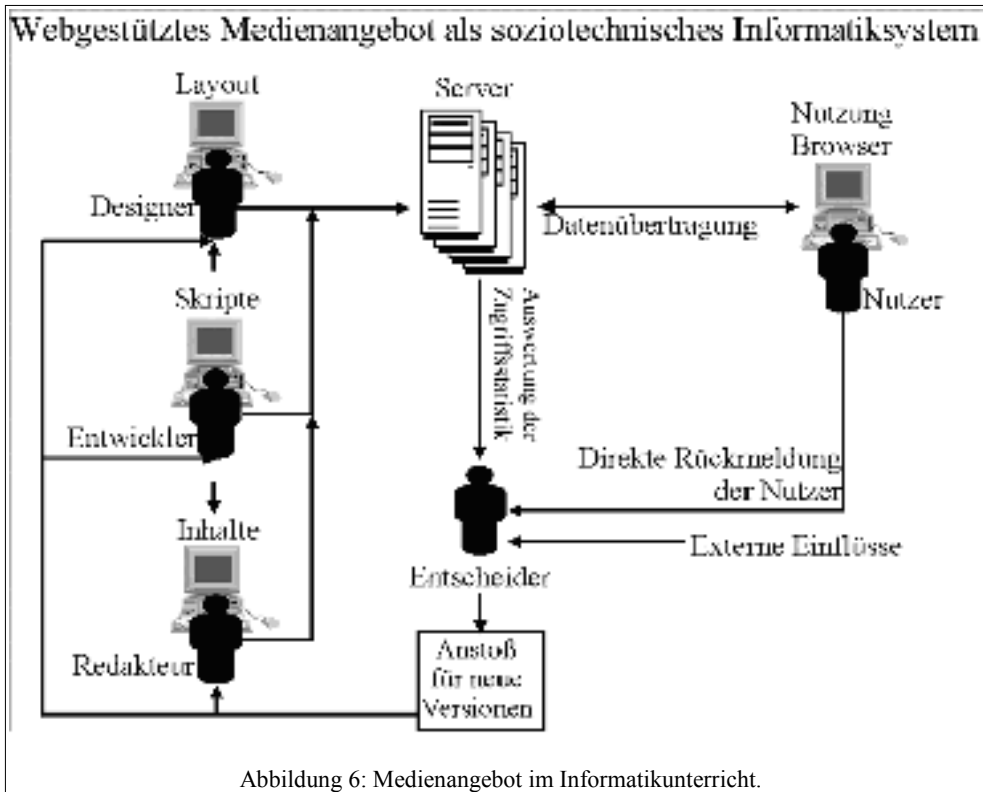 Webgestütztes Medienangebot als soziotechnisches Informatiksystem
Layout
Designer
Skripte
Entwickler
Inhalte
Redakteur
Server
Datenübertragung
Nutzung
Browser
Nutzer
Auswertung der
Zugriffsstatistik
Direkte Rückmeldung
der Nutzer
Externe Einflüsse
Entscheider
Anstoß
für neue
Versionen
Abbildung 6: Medienangebot im Informatikunterricht.